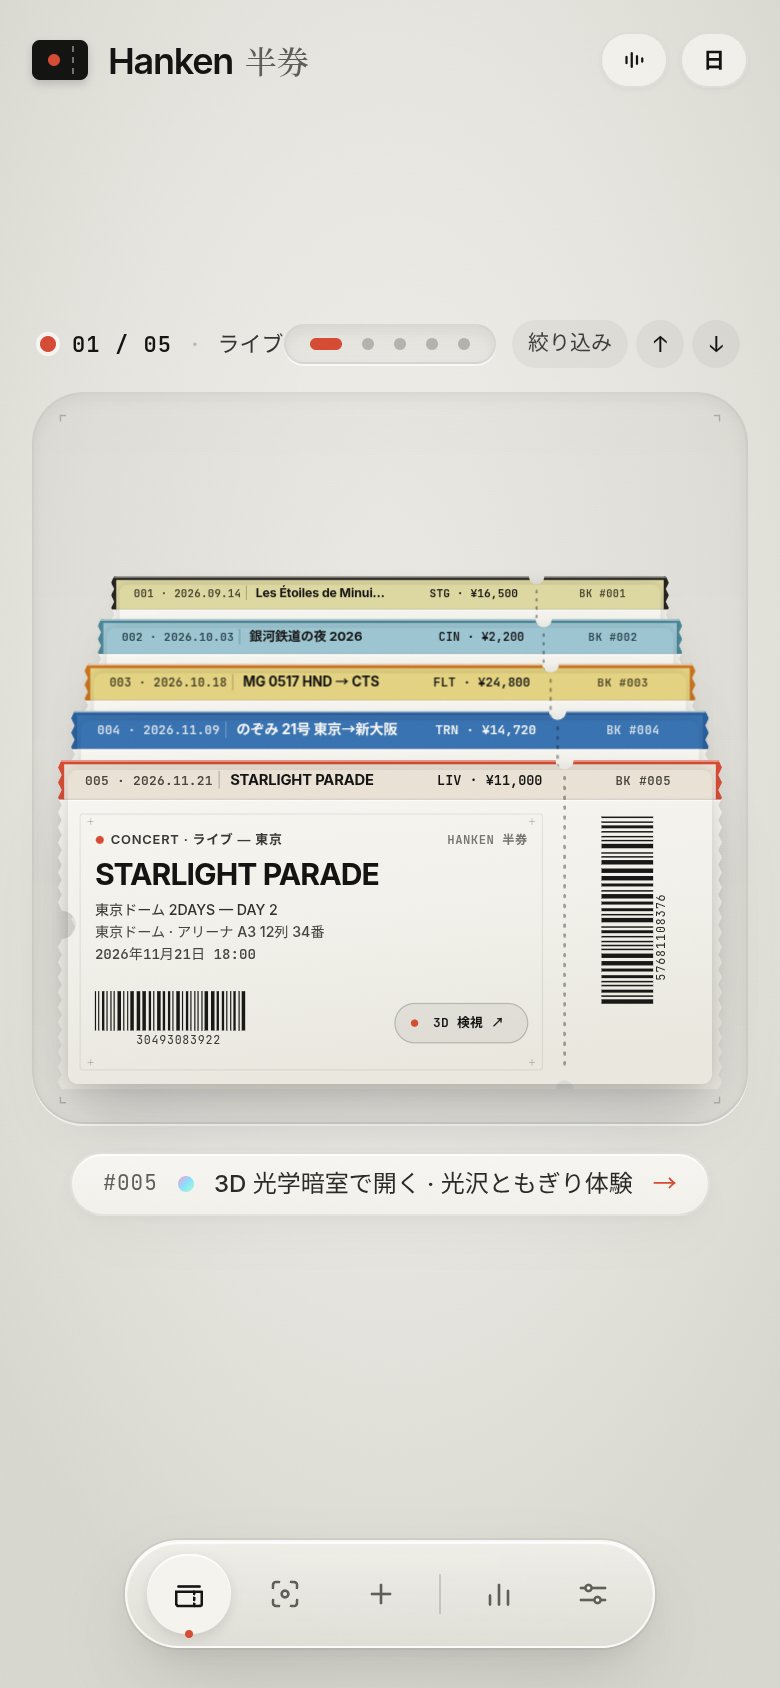 Hanken 半券
日
01 / 05 · ライブ
絞り込み ↑ ↓
001 · 2026.09.14 Les Étoiles de Minui… STG · ¥16,500 BK #001
002 · 2026.10.03 銀河鉄道の夜 2026 CIN · ¥2,200 BK #002
003 · 2026.10.18 MG 0517 HND → CTS FLT · ¥24,800 BK #003
004 · 2026.11.09 のぞみ 21号 東京→新大阪 TRN · ¥14,720 BK #004
005 · 2026.11.21 STARLIGHT PARADE LIV · ¥11,000 BK #005
CONCERT · ライブ — 東京 HANKEN 半券
STARLIGHT PARADE
東京ドーム 2DAYS — DAY 2
東京ドーム · アリーナ A3 12列 34番
2026年11月21日 18:00
30493083922
3D 検視 ↗
57681108376
#005 3D 光学暗室で開く · 光沢ともぎり体験 →